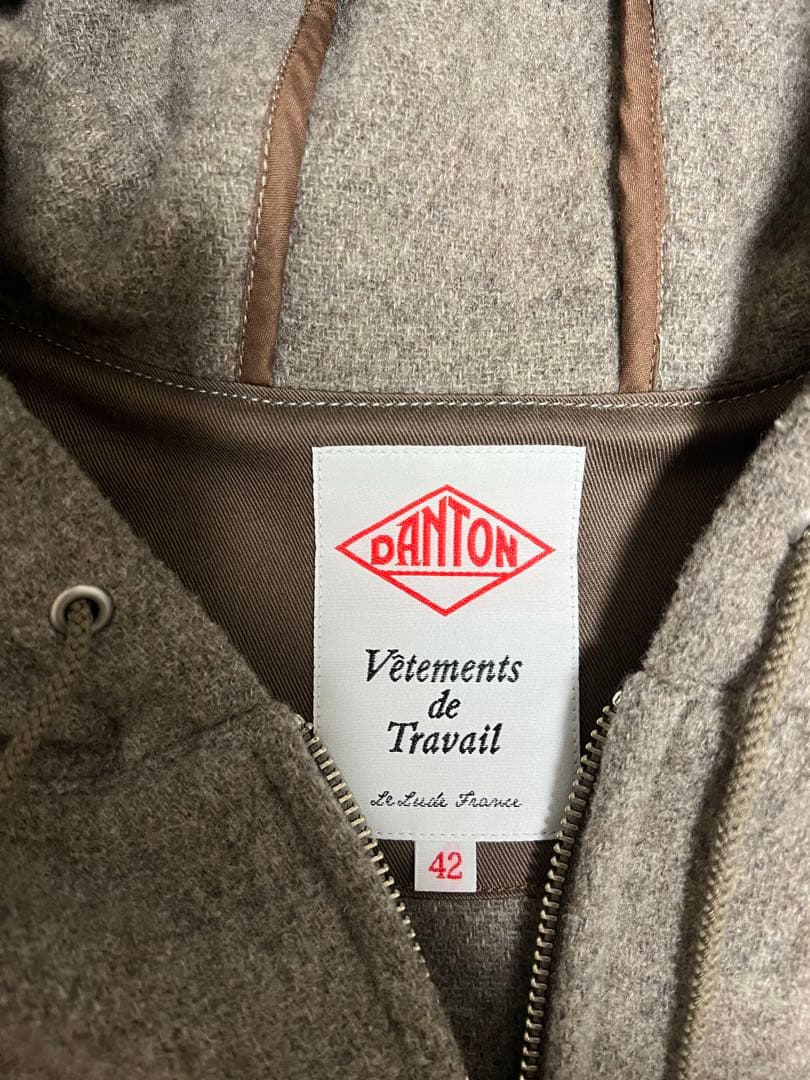 DANTON
Vêtements
de
Travail
Le Lude France
42